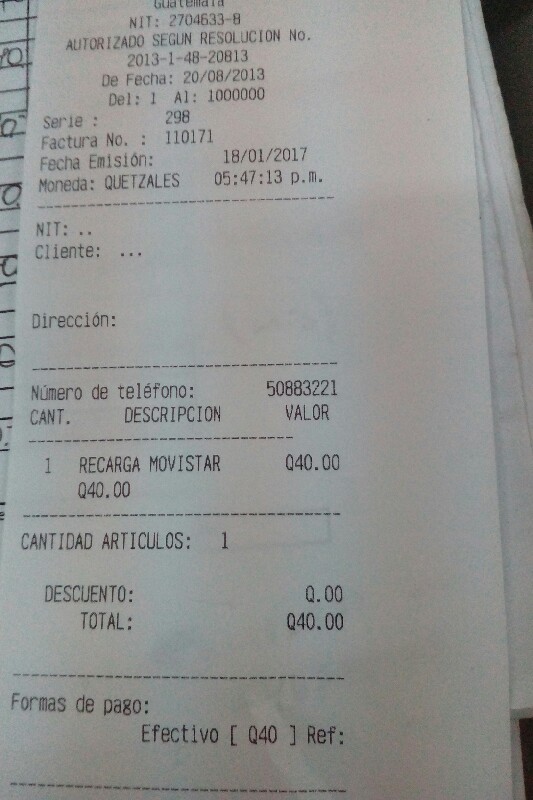 Guatemala
NIT: 2704633-8
AUTORIZADO SEGUN RESOLUCION No.
2013-1-48-20813
De Fecha: 20/08/2013
Del: 1 Al: 1000000
Serie : 298
Factura No. : 110171
Fecha Emisión: 18/01/2017
Moneda: QUETZALES 05:47:13 p.m.
NIT: ..
Cliente: ...
Dirección:
Número de teléfono: 50883221
CANT. DESCRIPCION VALOR
1 RECARGA MOVISTAR Q40.00
Q40.00
CANTIDAD ARTICULOS: 1
DESCUENTO: Q.00
TOTAL: Q40.00
Formas de pago:
Efectivo [ Q40 ] Ref: